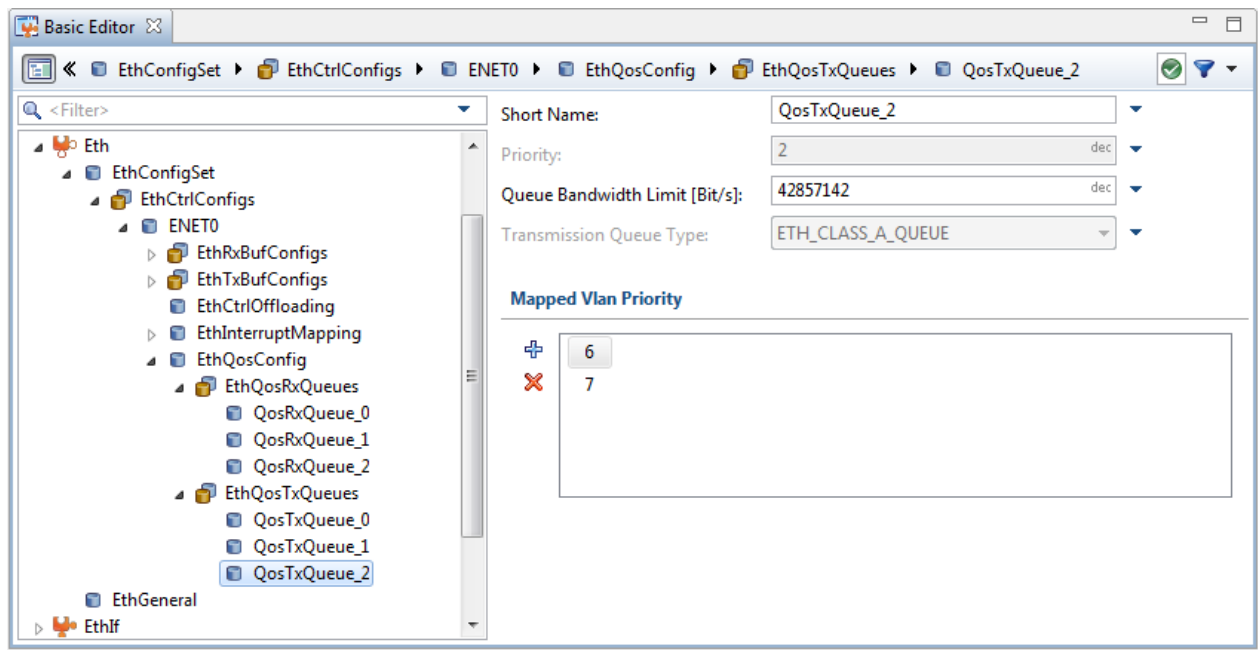 Basic Editor
EthConfigSet EthCtrlConfigs ENET0 EthQosConfig EthQosTxQueues QosTxQueue_2
<Filter>
Eth
EthConfigSet
EthCtrlConfigs
ENET0
EthRxBufConfigs
EthTxBufConfigs
EthCtrlOffloading
EthInterruptMapping
EthQosConfig
EthQosRxQueues
QosRxQueue_0
QosRxQueue_1
QosRxQueue_2
EthQosTxQueues
QosTxQueue_0
QosTxQueue_1
QosTxQueue_2
EthGeneral
EthIf
Short Name: QosTxQueue_2
Priority: 2 dec
Queue Bandwidth Limit [Bit/s]: 42857142 dec
Transmission Queue Type: ETH_CLASS_A_QUEUE
Mapped Vlan Priority
6
7